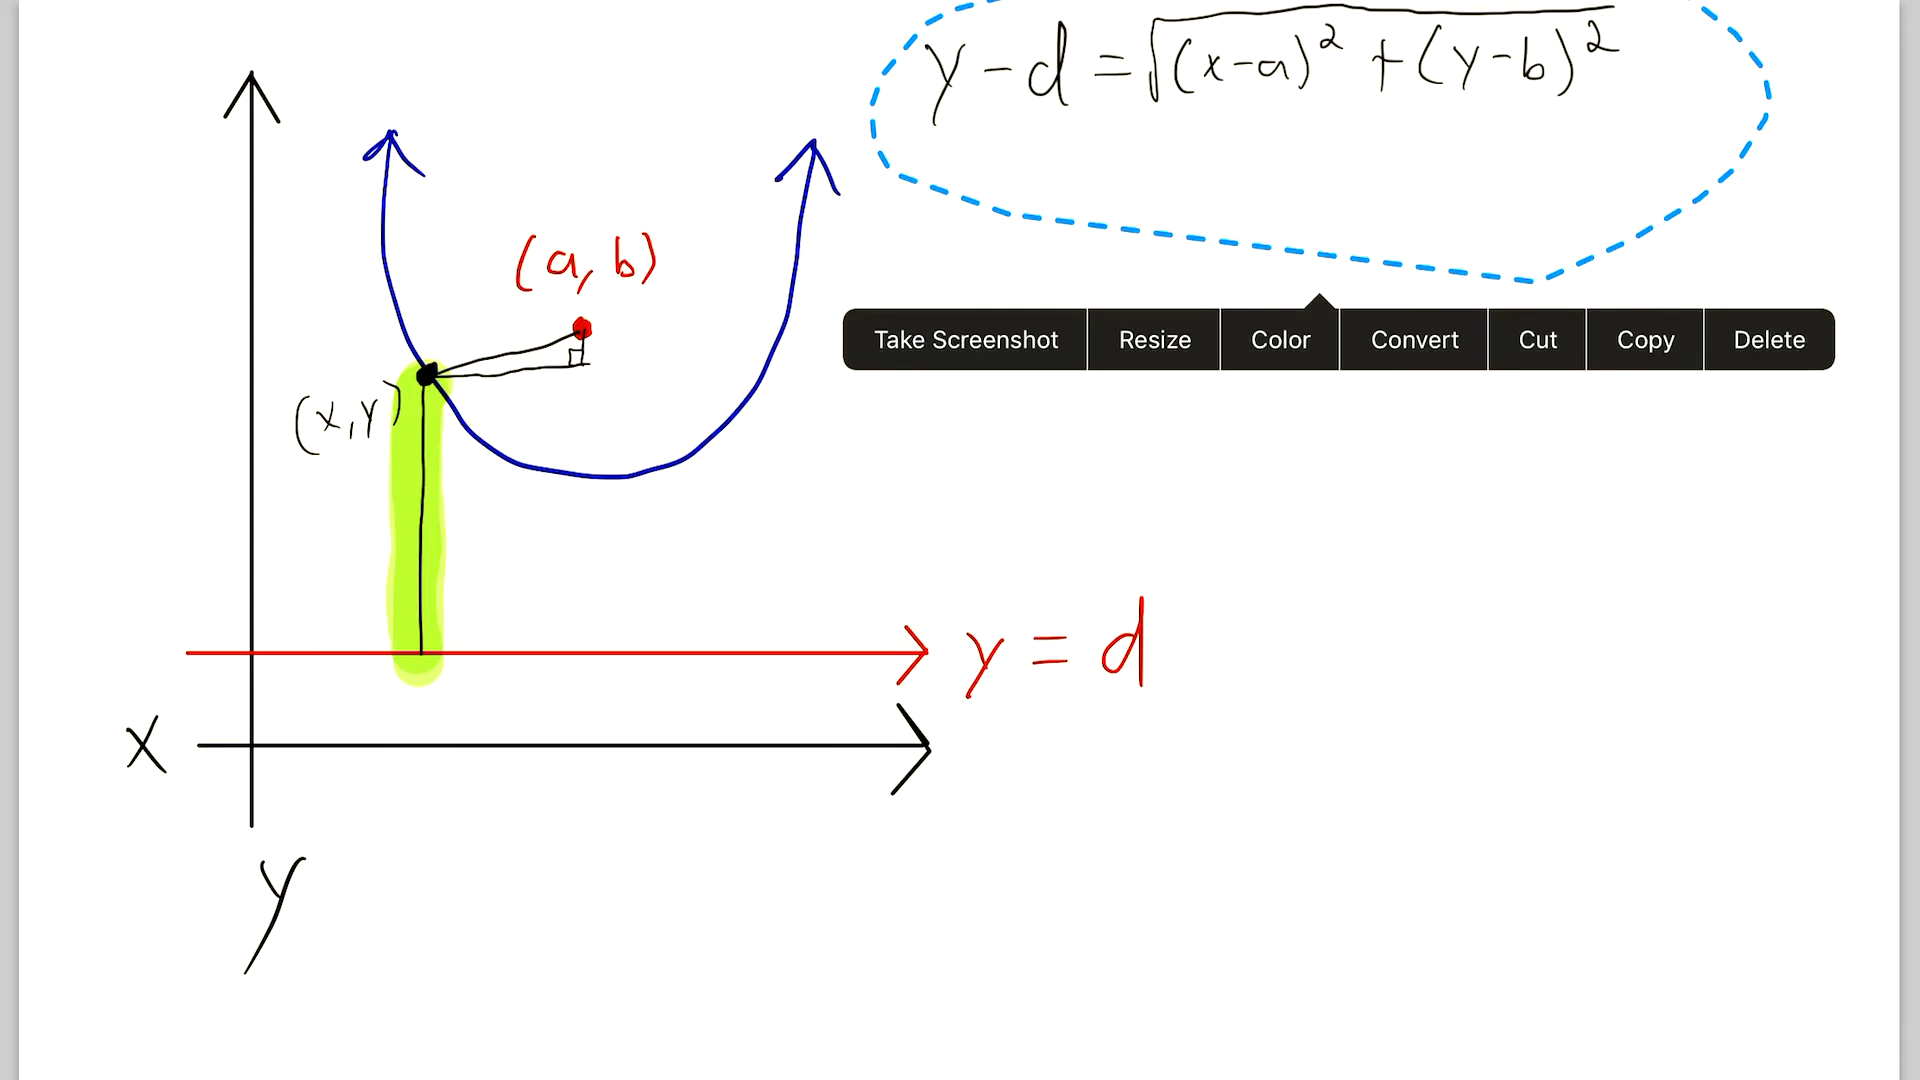 y-d = √(x-a)² + (y-b)²
(a, b)
Take Screenshot Resize Color Convert Cut Copy Delete
(x, y)
y = d
x
y